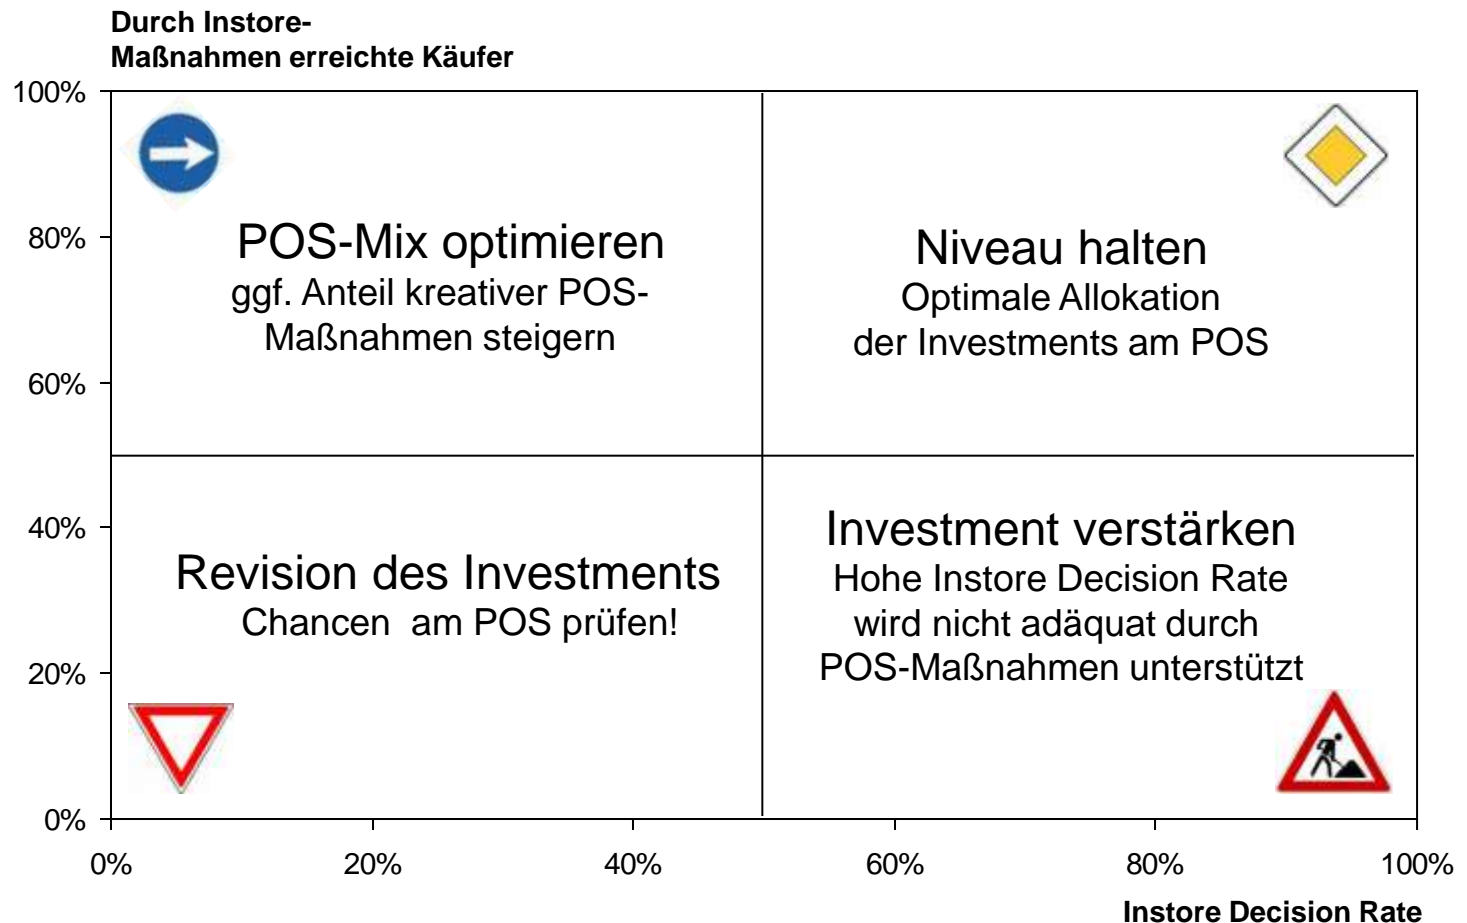 Durch Instore-
Maßnahmen erreichte Käufer
100%
80%
60%
40%
20%
0%
POS-Mix optimieren
ggf. Anteil kreativer POS-
Maßnahmen steigern
Niveau halten
Optimale Allokation
der Investments am POS
Revision des Investments
Chancen  am POS prüfen!
Investment verstärken
Hohe Instore Decision Rate
wird nicht adäquat durch
POS-Maßnahmen unterstützt
0%
20%
40%
60%
80%
100%
Instore Decision Rate